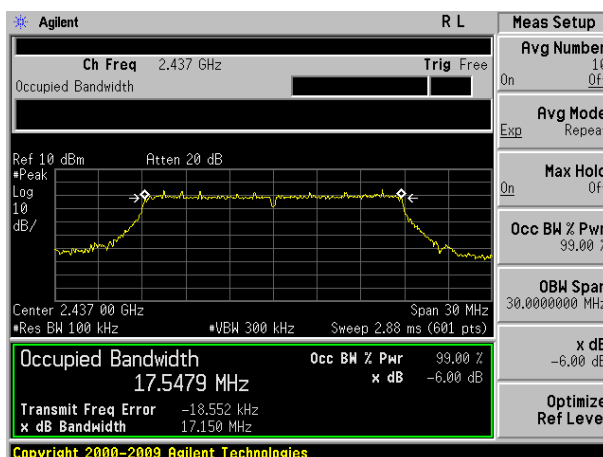 Agilent R L Meas Setup
Ch Freq 2.437 GHz Trig Free
Occupied Bandwidth
Avg Number
10
On Of
Avg Mode
Exp Repea
Max Hold
On Of
Occ BW % Pwr
99.00 %
OBW Span
30.0000000 MHz
x dB
-6.00 dB
Optimize
Ref Leve
Ref 10 dBm Atten 20 dB
#Peak
Log
10
dB/
Center 2.437 00 GHz Span 30 MHz
#Res BW 100 kHz #VBW 300 kHz Sweep 2.88 ms (601 pts)
Occupied Bandwidth Occ BW % Pwr 99.00 %
17.5479 MHz x dB -6.00 dB
Transmit Freq Error -18.552 kHz
x dB Bandwidth 17.150 MHz
Copyright 2000-2009 Agilent Technologies